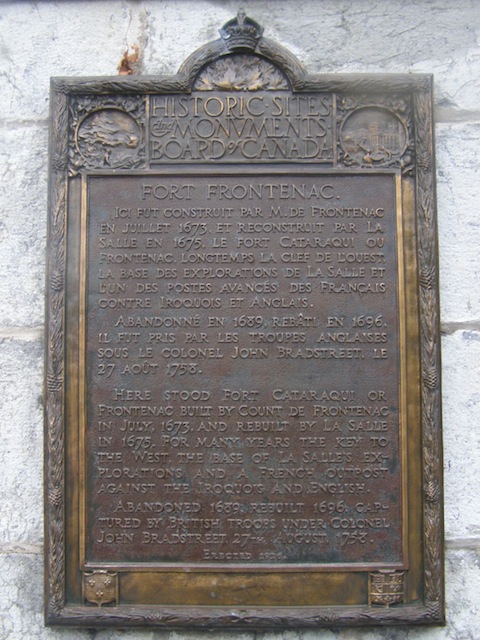 HISTORIC SITES
AND MONUMENTS
BOARD OF CANADA
FORT FRONTENAC.
ICI FUT CONSTRUIT PAR M. DE FRONTENAC
EN JUILLET 1673, ET RECONSTRUIT PAR LA
SALLE EN 1675, LE FORT CATARAQUI OU
FRONTENAC, LONGTEMPS LA CLEF DE L'OUEST,
LA BASE DES EXPLORATIONS DE LA SALLE ET
L'UN DES POSTES AVANCÉS DES FRANÇAIS
CONTRE IROQUOIS ET ANGLAIS.
ABANDONNÉ EN 1689, REBÂTI EN 1696,
IL FUT PRIS PAR LES TROUPES ANGLAISES
SOUS LE COLONEL JOHN BRADSTREET, LE
27 AOÛT 1758.
HERE STOOD FORT CATARAQUI OR
FRONTENAC BUILT BY COUNT DE FRONTENAC
IN JULY, 1673, AND REBUILT BY LA SALLE
IN 1675. FOR MANY YEARS THE KEY TO
THE WEST, THE BASE OF LA SALLE'S EX-
PLORATIONS AND A FRENCH OUTPOST
AGAINST THE IROQUOIS AND ENGLISH.
ABANDONED 1689, REBUILT 1696, CAP-
TURED BY BRITISH TROOPS UNDER COLONEL
JOHN BRADSTREET, 27TH AUGUST, 1758.
ERECTED